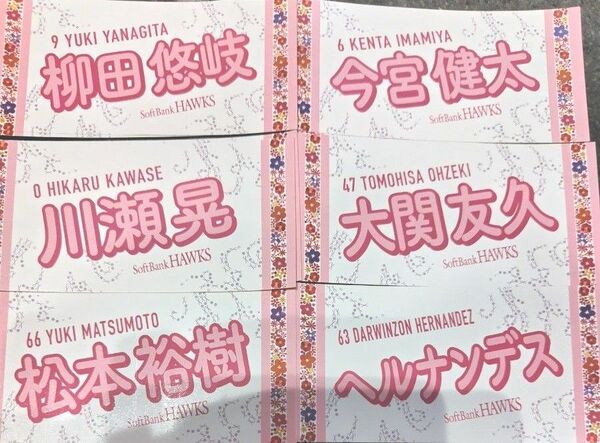 9 YUKI YANAGITA
柳田悠岐
SoftBank HAWKS
6 KENTA IMAMIYA
今宮健太
SoftBank HAWKS
0 HIKARU KAWASE
川瀬晃
SoftBank HAWKS
47 TOMOHISA OHZEKI
大関友久
SoftBank HAWKS
66 YUKI MATSUMOTO
松本裕樹
SoftBank HAWKS
63 DARWINZON HERNANDEZ
ヘルナンデス
SoftBank HAWKS